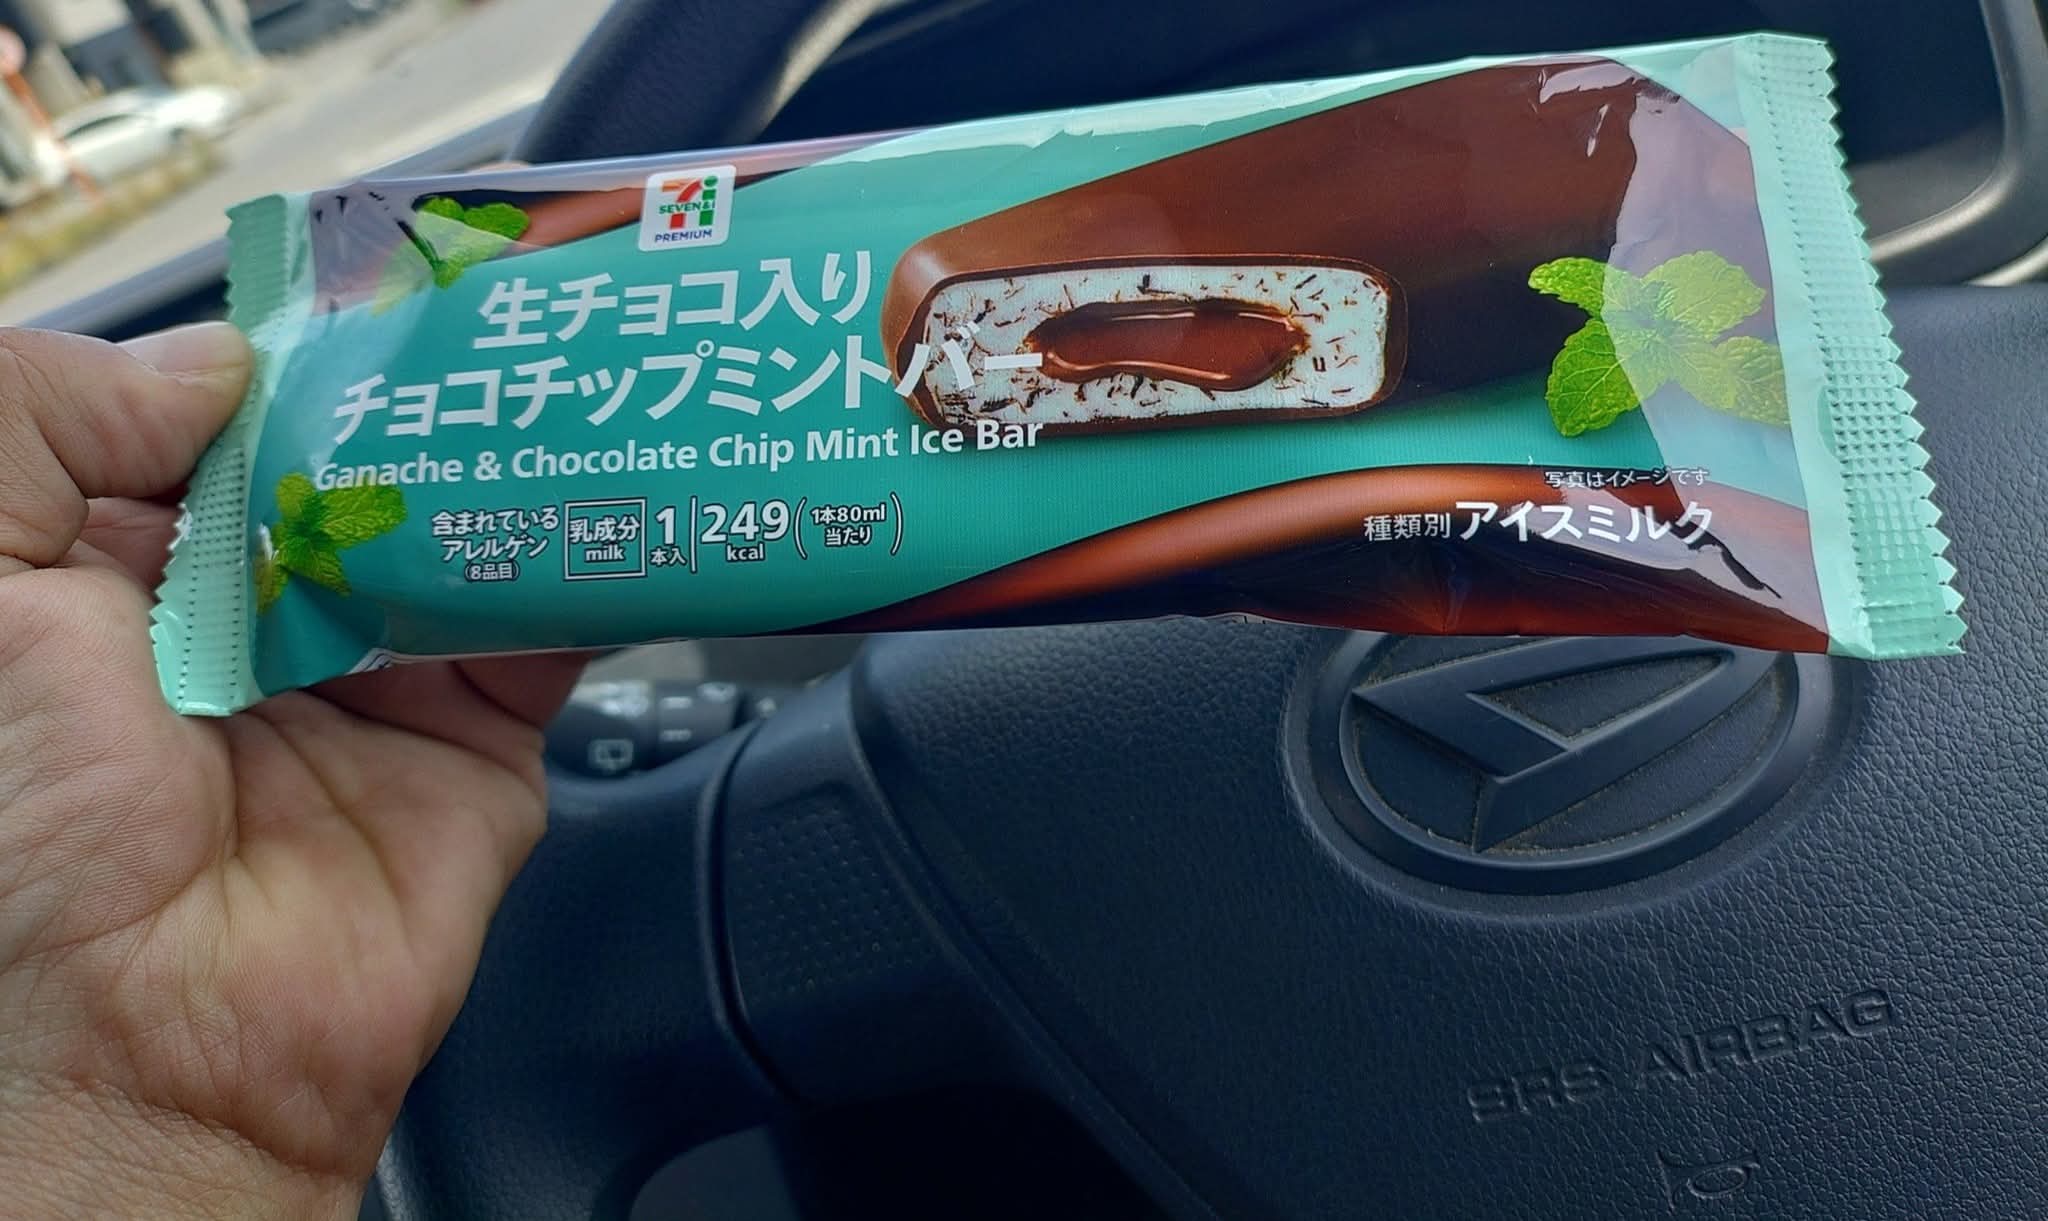 SEVEN&i
PREMIUM
生チョコ入り
チョコチップミントバー
Ganache & Chocolate Chip Mint Ice Bar
含まれている
アレルゲン
(8品目)
乳成分
milk
1
本入
249
kcal
(1本80ml
当たり)
写真はイメージです
種類別 アイスミルク
SRS AIRBAG